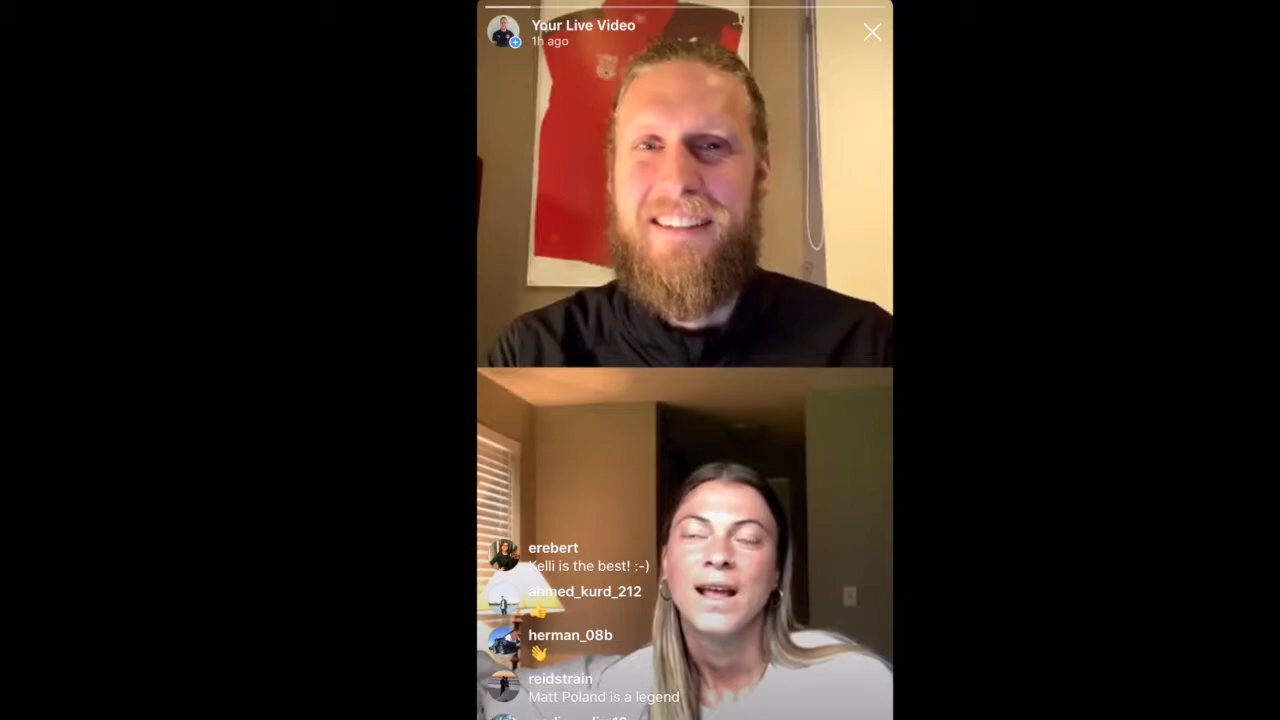 Your Live Video
1h ago
erebert
Kelli is the best! :-)
ahmed_kurd_212
👍
herman_08b
👋
reidstrain
Matt Poland is a legend